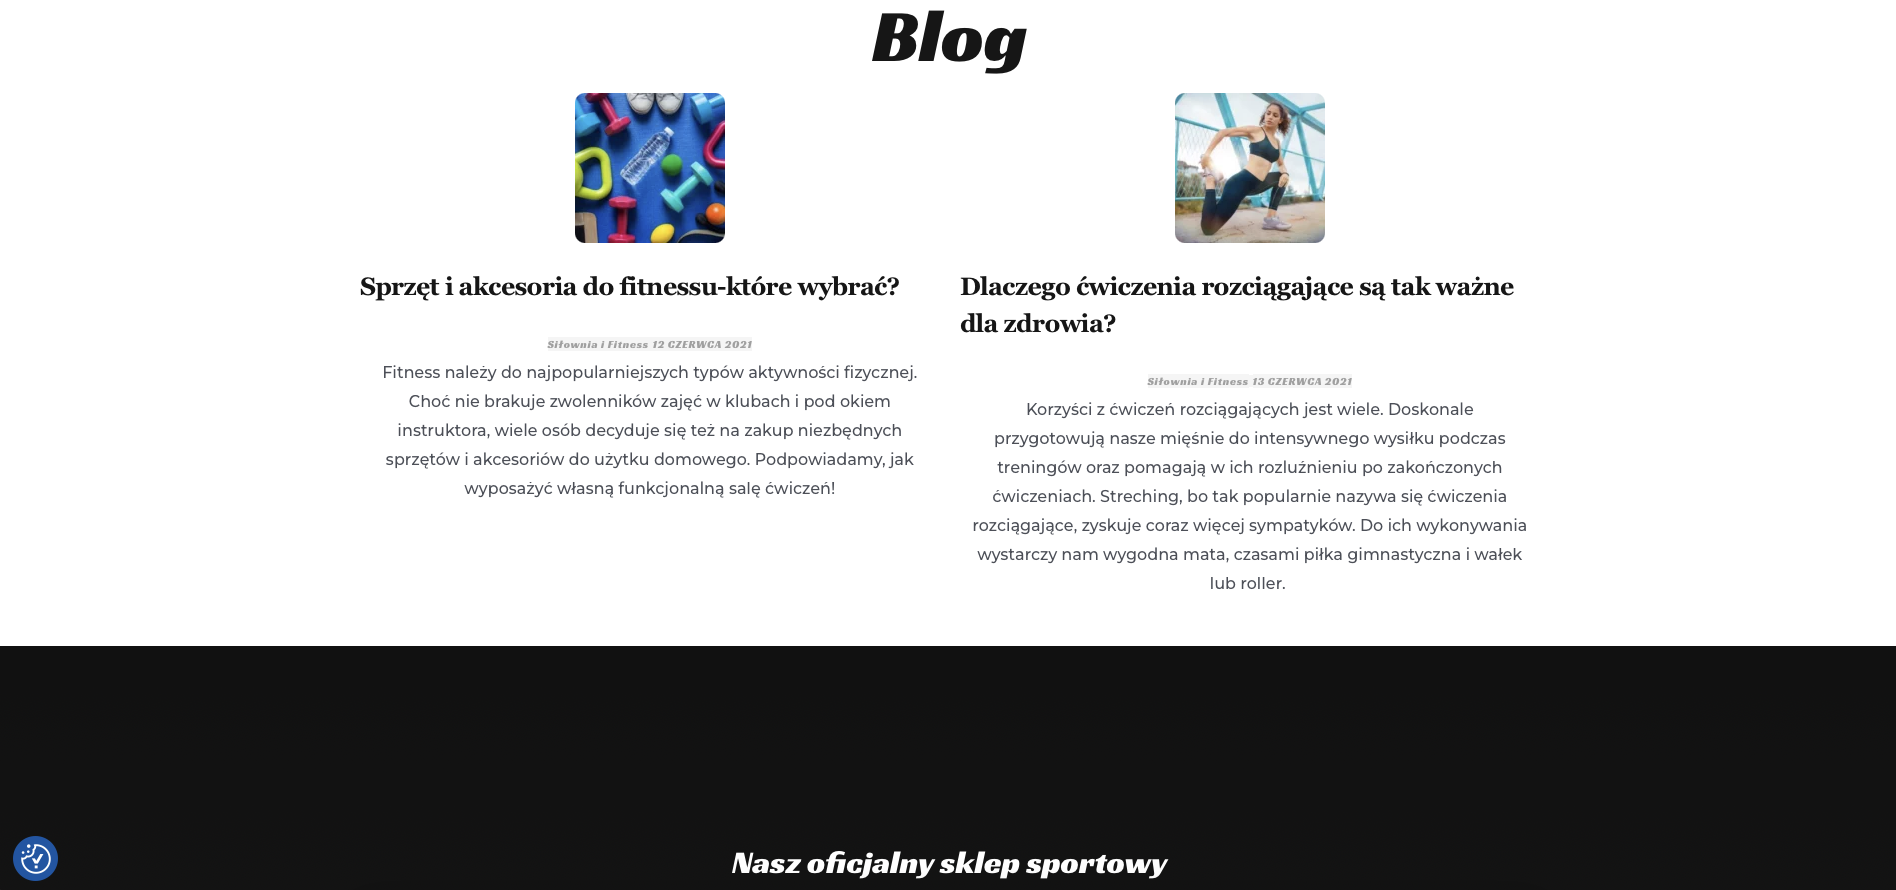 Blog
Sprzęt i akcesoria do fitnessu-które wybrać?
Siłownia i Fitness 12 CZERWCA 2021
Fitness należy do najpopularniejszych typów aktywności fizycznej.
Choć nie brakuje zwolenników zajęć w klubach i pod okiem
instruktora, wiele osób decyduje się też na zakup niezbędnych
sprzętów i akcesoriów do użytku domowego. Podpowiadamy, jak
wyposażyć własną funkcjonalną salę ćwiczeń!
Dlaczego ćwiczenia rozciągające są tak ważne
dla zdrowia?
Siłownia i Fitness 13 CZERWCA 2021
Korzyści z ćwiczeń rozciągających jest wiele. Doskonale
przygotowują nasze mięśnie do intensywnego wysiłku podczas
treningów oraz pomagają w ich rozluźnieniu po zakończonych
ćwiczeniach. Streching, bo tak popularnie nazywa się ćwiczenia
rozciągające, zyskuje coraz więcej sympatyków. Do ich wykonywania
wystarczy nam wygodna mata, czasami piłka gimnastyczna i wałek
lub roller.
Nasz oficjalny sklep sportowy